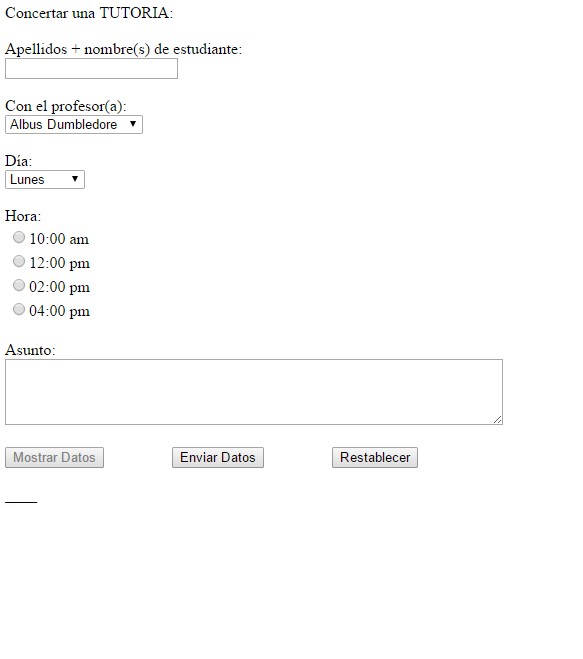 Concertar una TUTORIA:
Apellidos + nombre(s) de estudiante:
Con el profesor(a):
Albus Dumbledore
Día:
Lunes
Hora:
10:00 am
12:00 pm
02:00 pm
04:00 pm
Asunto:
Mostrar Datos Enviar Datos Restablecer